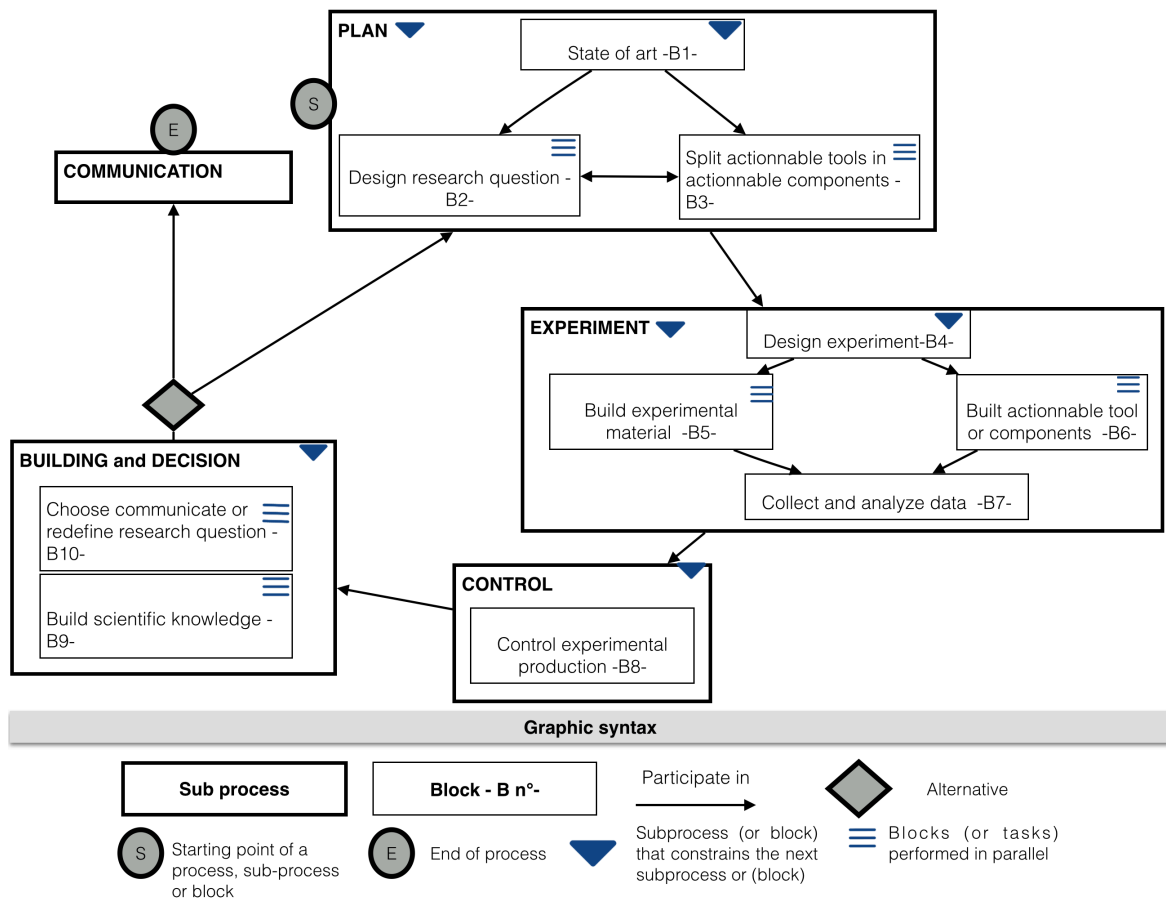 PLAN
State of art -B1-
S
Design research question -
B2-
Split actionnable tools in
actionnable components -
B3-
E
COMMUNICATION
EXPERIMENT
Design experiment-B4-
Build experimental
material -B5-
Built actionnable tool
or components -B6-
Collect and analyze data -B7-
BUILDING and DECISION
Choose communicate or
redefine research question -
B10-
Build scientific knowledge -
B9-
CONTROL
Control experimental
production -B8-
Graphic syntax
Sub process
Block - B n°-
Participate in
Alternative
S
Starting point of a
process, sub-process
or block
E
End of process
Subprocess (or block)
that constrains the next
subprocess or (block)
Blocks (or tasks)
performed in parallel